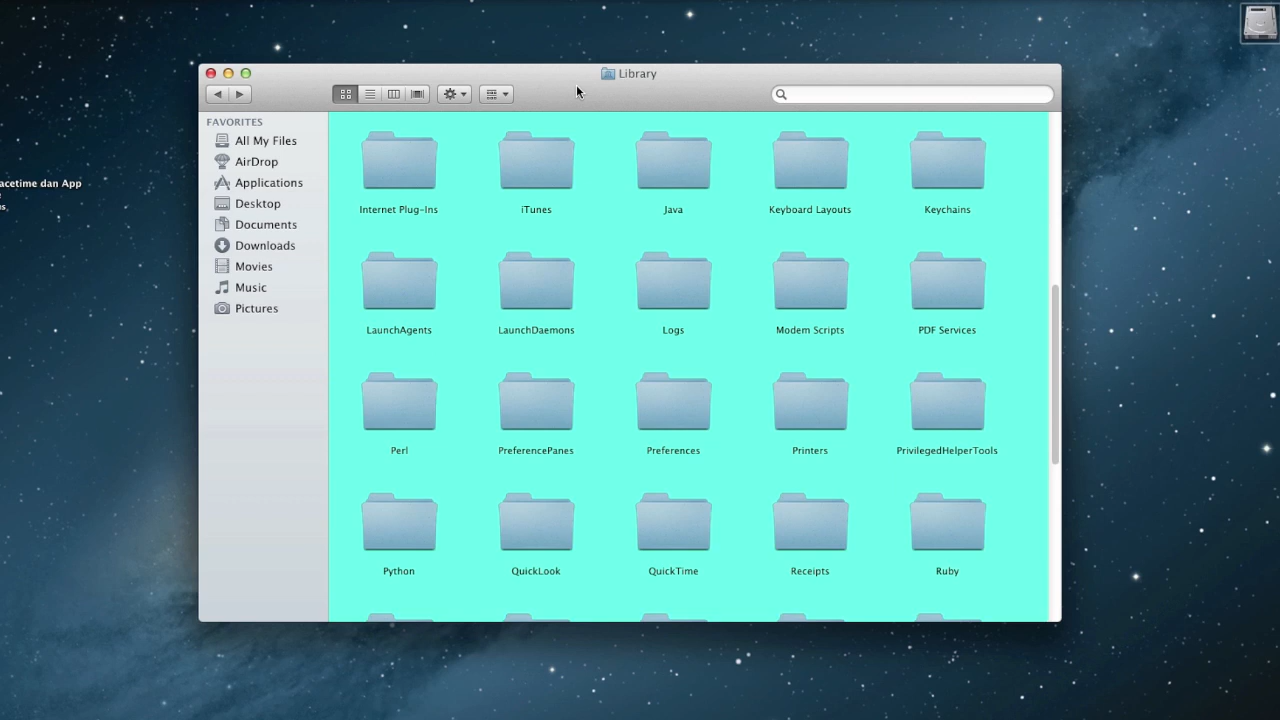 Library
FAVORITES
All My Files
AirDrop
Applications
Desktop
Documents
Downloads
Movies
Music
Pictures
Internet Plug-Ins
iTunes
Java
Keyboard Layouts
Keychains
LaunchAgents
LaunchDaemons
Logs
Modem Scripts
PDF Services
Perl
PreferencePanes
Preferences
Printers
PrivilegedHelperTools
Python
QuickLook
QuickTime
Receipts
Ruby
acetime dan App